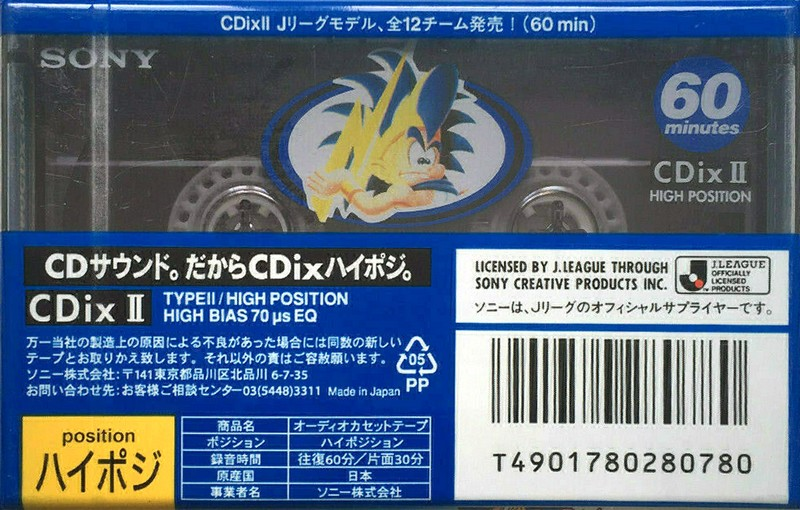 CDixII Jリーグモデル、全12チーム発売！(60 min)
SONY
60
minutes
CDix II
HIGH POSITION
CDサウンド。だからCDixハイポジ。
CDix II
TYPEII/HIGH POSITION
HIGH BIAS 70 μs EQ
万一当社の製造上の原因による不良があった場合には同数の新しい
テープとお取りかえ致します。それ以外の責はご容赦願います。
ソニー株式会社:〒141東京都品川区北品川 6-7-35
お問い合わせ先:お客様ご相談センター03(5448)3311 Made in Japan
05
PP
LICENSED BY J.LEAGUE THROUGH
SONY CREATIVE PRODUCTS INC.
J.LEAGUE
OFFICIALLY
LICENSED
PRODUCTS
ソニーは、Jリーグのオフィシャルサプライヤーです。
position
ハイポジ
商品名 オーディオカセットテープ
ポジション ハイポジション
録音時間 往復60分/片面30分
原産国 日本
事業者名 ソニー株式会社
T4901780280780